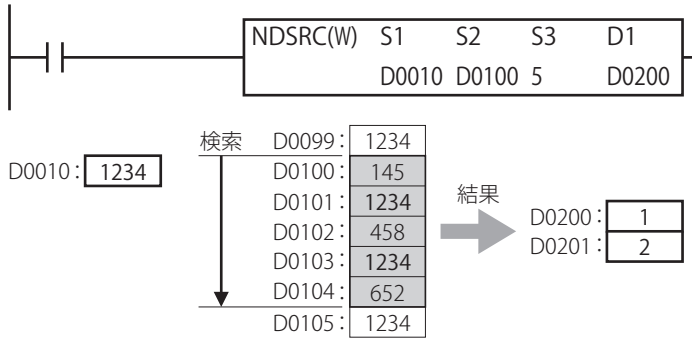 NDSRC(W) S1 S2 S3 D1
D0010 D0100 5 D0200
検索 D0099: 1234
D0010: 1234 D0100: 145
D0101: 1234 結果
D0102: 458 D0200: 1
D0103: 1234 D0201: 2
D0104: 652
D0105: 1234